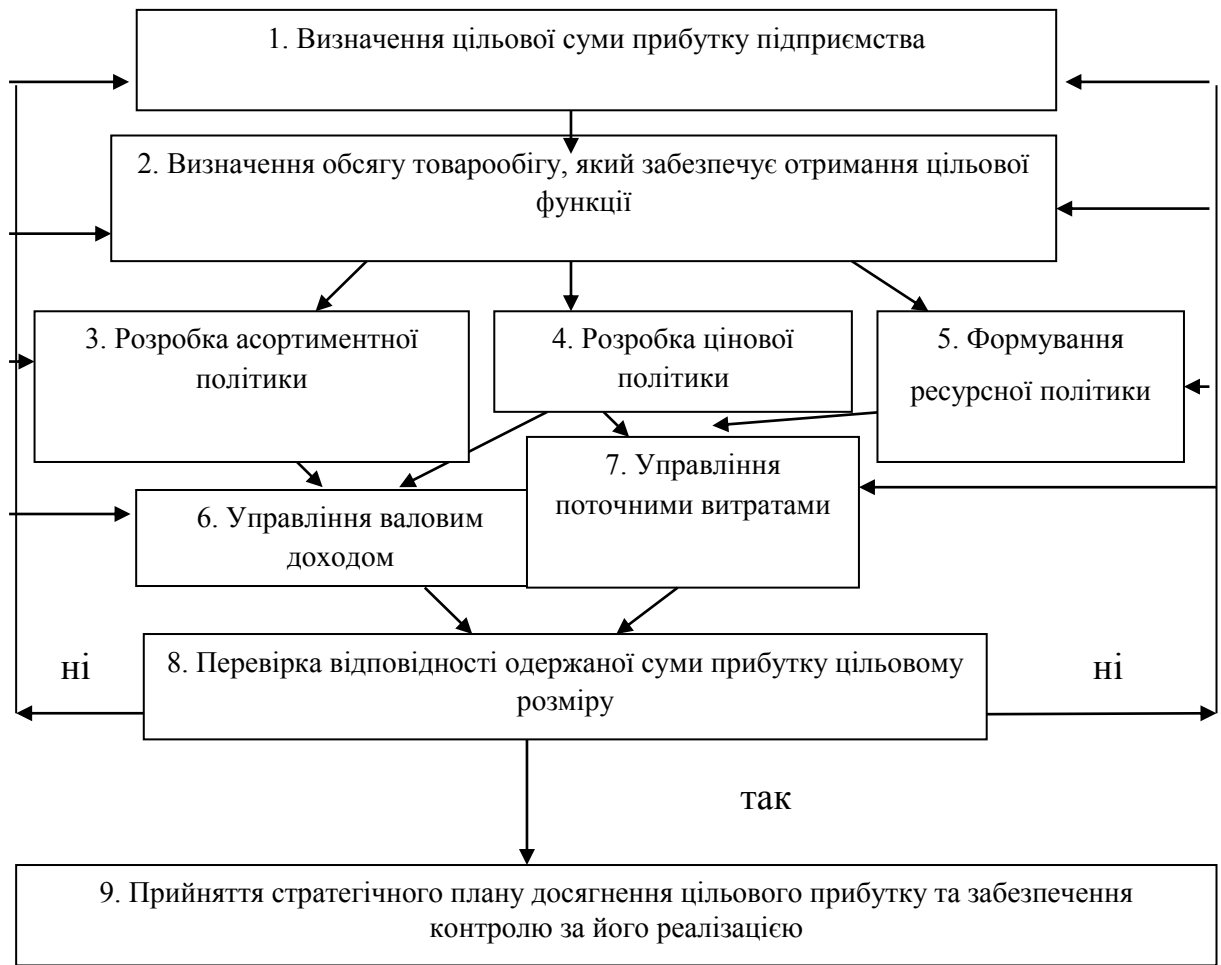 1. Визначення цільової суми прибутку підприємства
2. Визначення обсягу товарообігу, який забезпечує отримання цільової
функції
3. Розробка асортиментної
політики
4. Розробка цінової
політики
5. Формування
ресурсної політики
6. Управління валовим
доходом
7. Управління
поточними витратами
8. Перевірка відповідності одержаної суми прибутку цільовому
розміру
ні
ні
так
9. Прийняття стратегічного плану досягнення цільового прибутку та забезпечення
контролю за його реалізацією